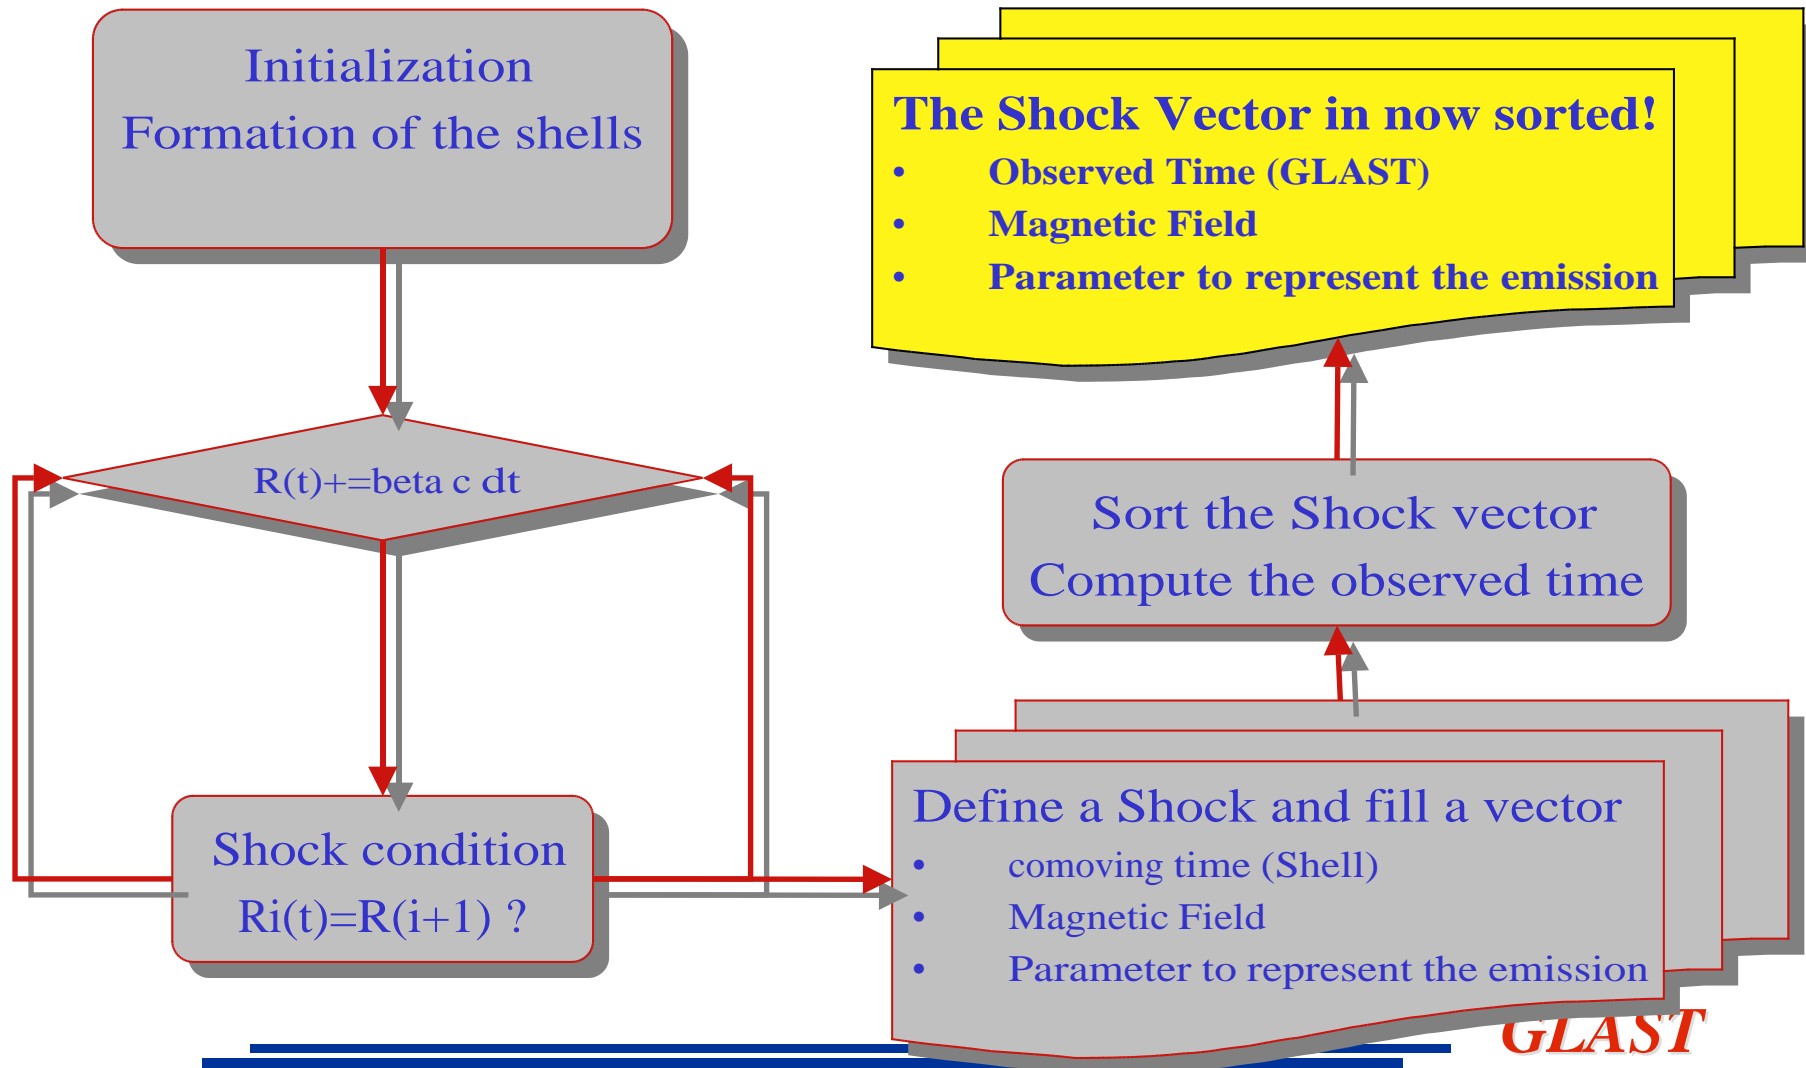 Initialization
Formation of the shells
R(t)+=beta c dt
Shock condition
Ri(t)=R(i+1) ?
Define a Shock and fill a vector
• comoving time (Shell)
• Magnetic Field
• Parameter to represent the emission
Sort the Shock vector
Compute the observed time
The Shock Vector in now sorted!
• Observed Time (GLAST)
• Magnetic Field
• Parameter to represent the emission
GLAST